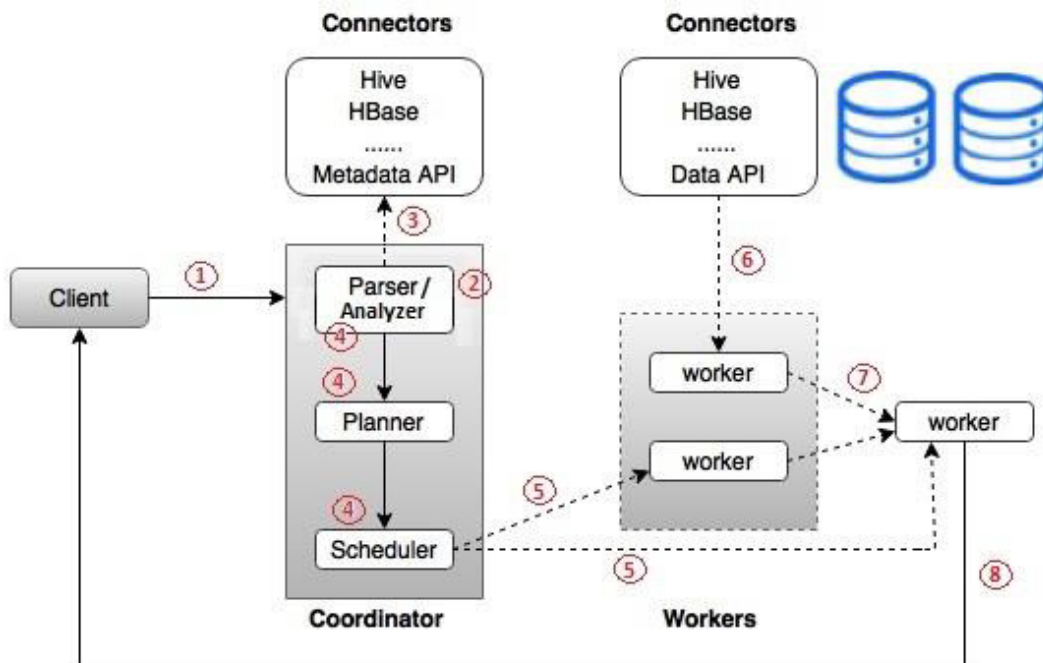 Connectors
Connectors
Hive
HBase
......
Metadata API
Hive
HBase
......
Data API
③
①
Client
②
Parser/
Analyzer
④
⑥
④
Planner
worker
⑦
worker
worker
④
Scheduler
⑤
⑤
⑧
Coordinator
Workers